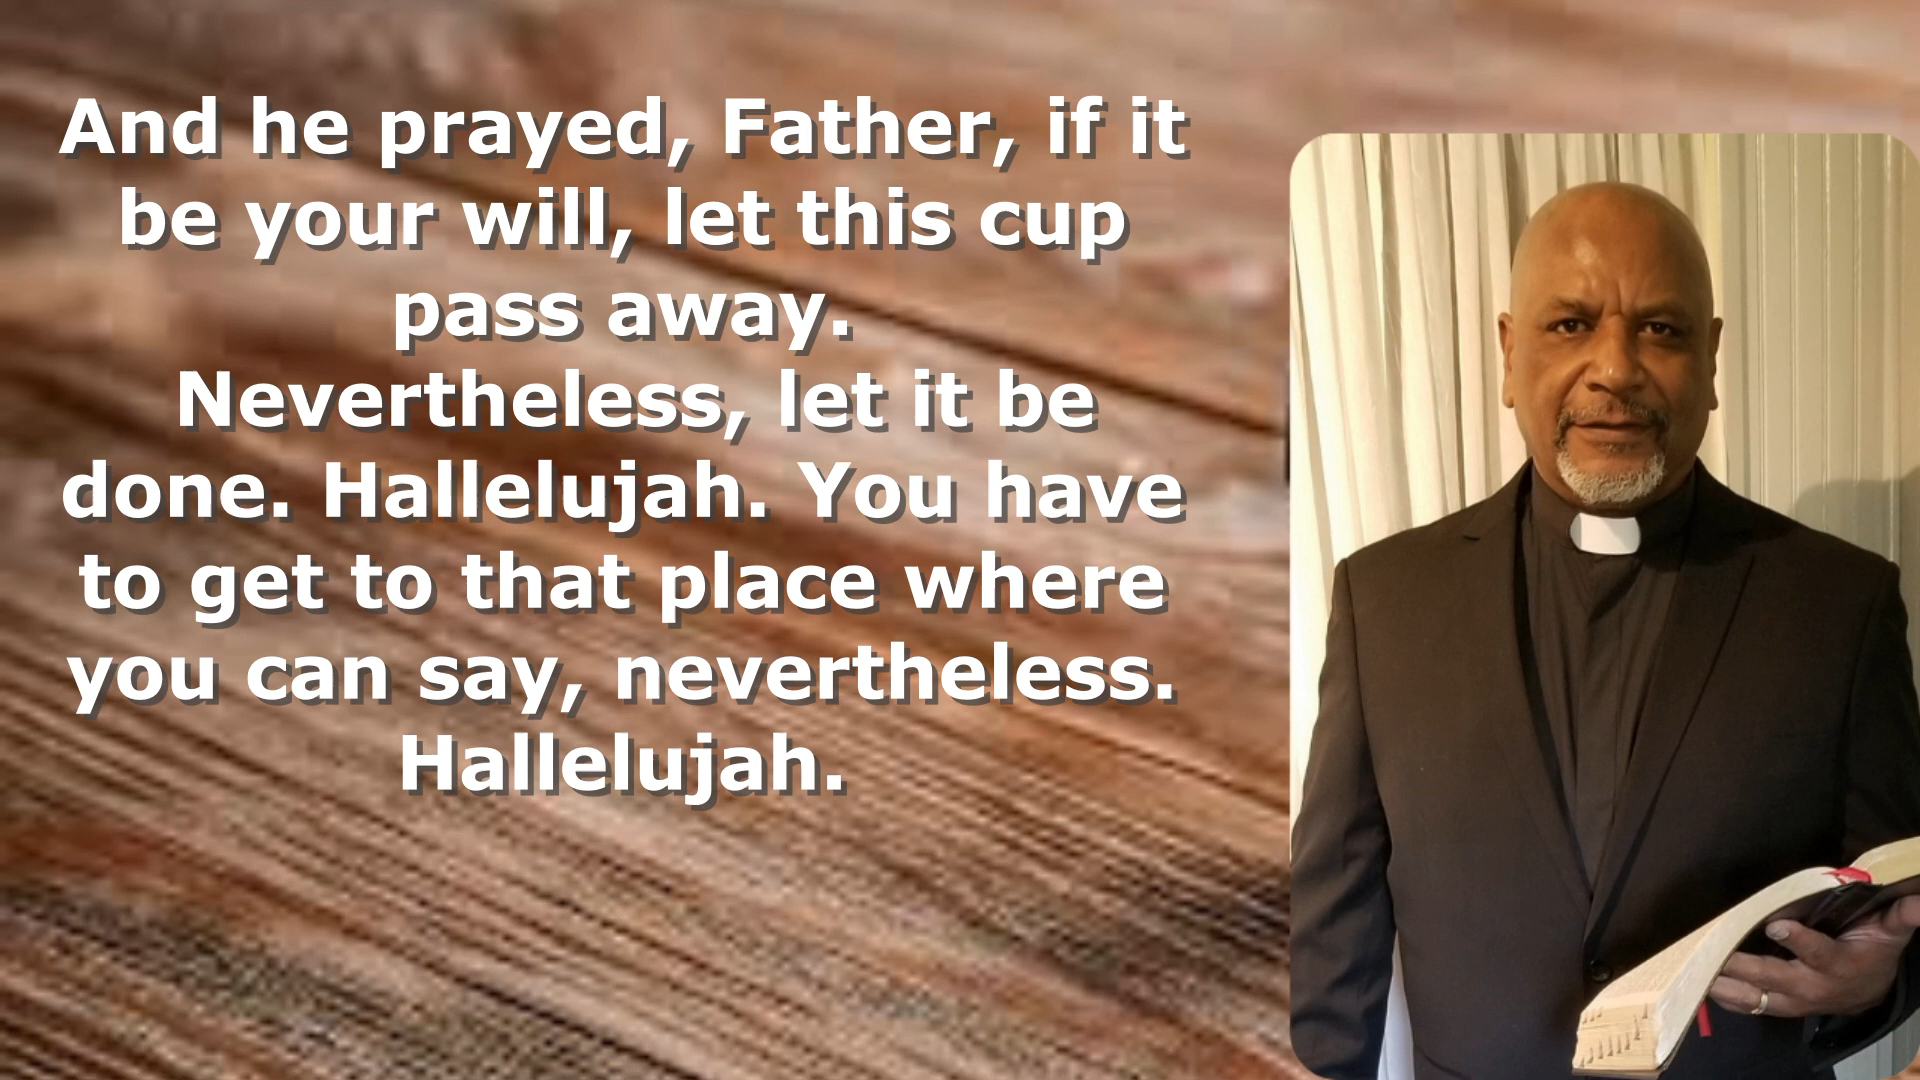 And he prayed, Father, if it
be your will, let this cup
pass away.
Nevertheless, let it be
done. Hallelujah. You have
to get to that place where
you can say, nevertheless.
Hallelujah.